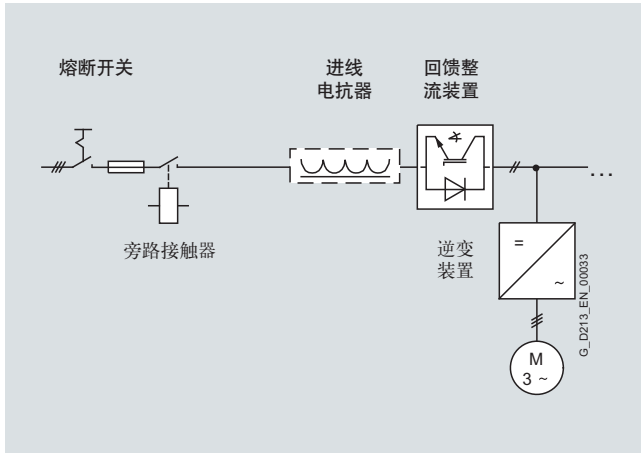 熔断开关
进线
电抗器
回馈整
流装置
...
旁路接触器
逆变
装置
=
~
G_D213_EN_00033
M
3 ~